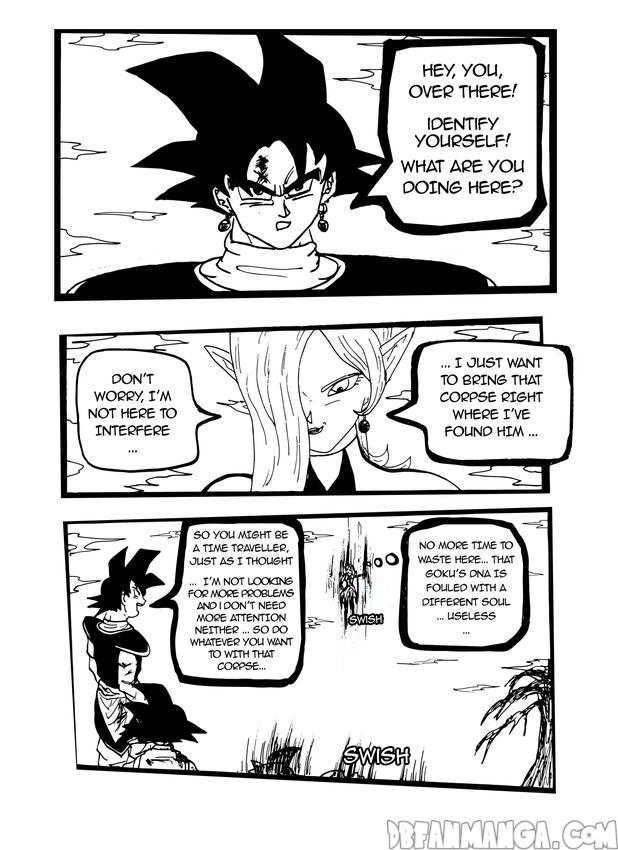 HEY, YOU,
OVER THERE!
IDENTIFY
YOURSELF!
WHAT ARE YOU
DOING HERE?
DON'T
WORRY, I'M
NOT HERE TO
INTERFERE
...
... I JUST WANT
TO BRING THAT
CORPSE RIGHT
WHERE I'VE
FOUND HIM ...
SO YOU MIGHT BE
A TIME TRAVELLER,
JUST AS I THOUGHT
... I'M NOT LOOKING
FOR MORE PROBLEMS
AND I DON'T NEED
MORE ATTENTION
NEITHER ... SO DO
WHATEVER YOU WANT
TO WITH THAT
CORPSE...
SWISH
NO MORE TIME TO
WASTE HERE... THAT
GOKU'S DNA IS
FOULED WITH A
DIFFERENT SOUL
... USELESS
...
SWISH
DBFANMANGA.COM